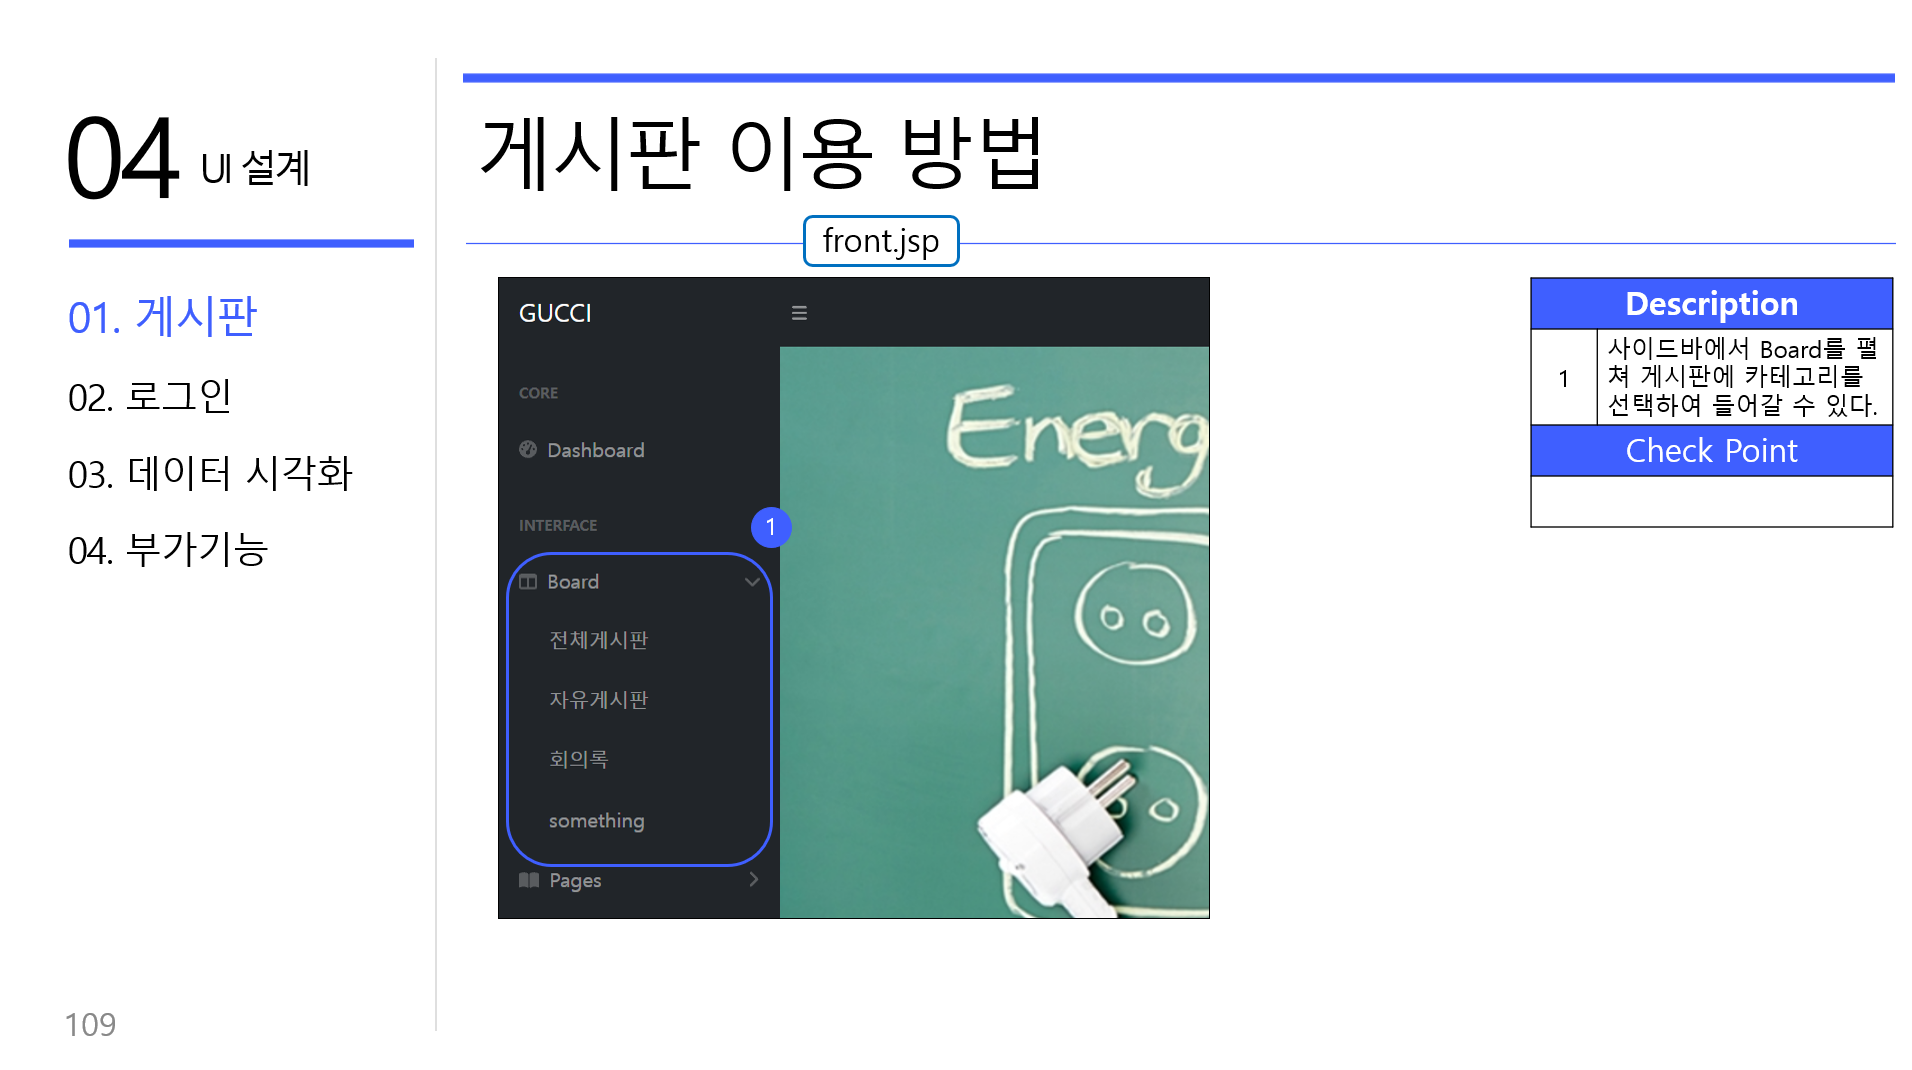 04 UI 설계
01. 게시판
02. 로그인
03. 데이터 시각화
04. 부가기능
109
게시판 이용 방법
front.jsp
GUCCI
CORE
Dashboard
INTERFACE
1
Board
전체게시판
자유게시판
회의록
something
Pages
Energ
Description
1
사이드바에서 Board를 펼
쳐 게시판에 카테고리를
선택하여 들어갈 수 있다.
Check Point